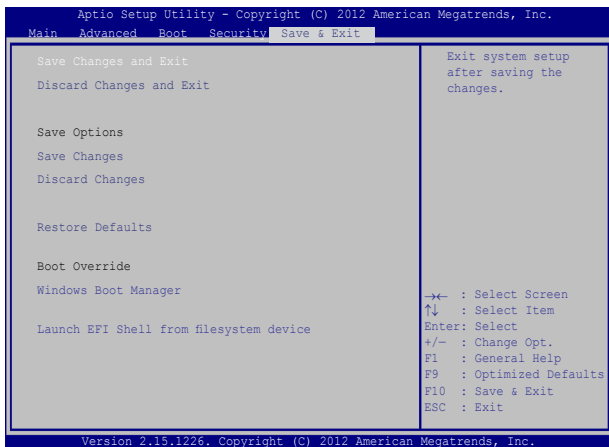 Aptio Setup Utility - Copyright (C) 2012 American Megatrends, Inc.
Main Advanced Boot Security Save & Exit
Save Changes and Exit
Discard Changes and Exit
Save Options
Save Changes
Discard Changes
Restore Defaults
Boot Override
Windows Boot Manager
Launch EFI Shell from filesystem device
Exit system setup
after saving the
changes.
→← : Select Screen
↑↓ : Select Item
Enter: Select
+/— : Change Opt.
F1 : General Help
F9 : Optimized Defaults
F10 : Save & Exit
ESC : Exit
Version 2.15.1226. Copyright (C) 2012 American Megatrends, Inc.